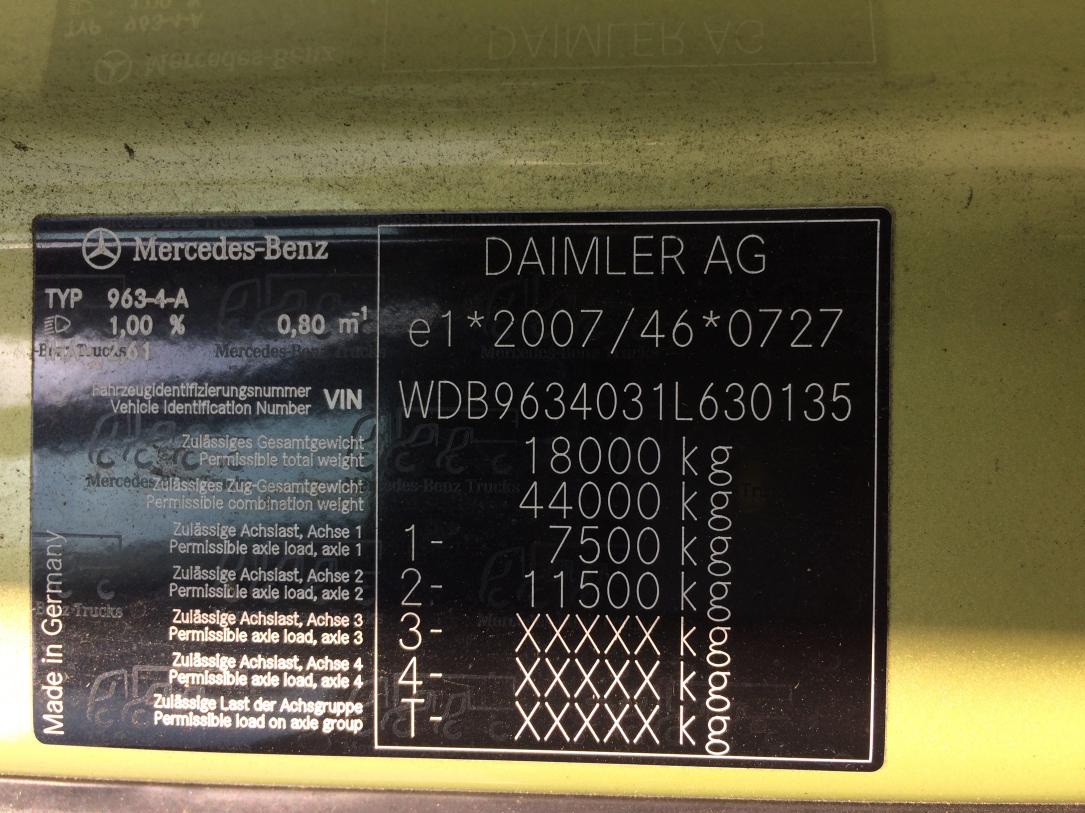 Mercedes-Benz
DAIMLER AG
TYP 963-4-A
1,00 % 0,80 m⁻¹
e1*2007/46*0727
Fahrzeugidentifizierungsnummer
Vehicle Identification Number VIN
WDB9634031L630135
Zulässiges Gesamtgewicht
Permissible total weight
18000 kg
Zulässiges Zug-Gesamtgewicht
Permissible combination weight
44000 kg
Zulässige Achslast, Achse 1
Permissible axle load, axle 1
1- 7500 kg
Zulässige Achslast, Achse 2
Permissible axle load, axle 2
2- 11500 kg
Zulässige Achslast, Achse 3
Permissible axle load, axle 3
3- XXXXX kg
Zulässige Achslast, Achse 4
Permissible axle load, axle 4
4- XXXXX kg
Zulässige Last der Achsgruppe
Permissible load on axle group
T- XXXXX kg
Made in Germany